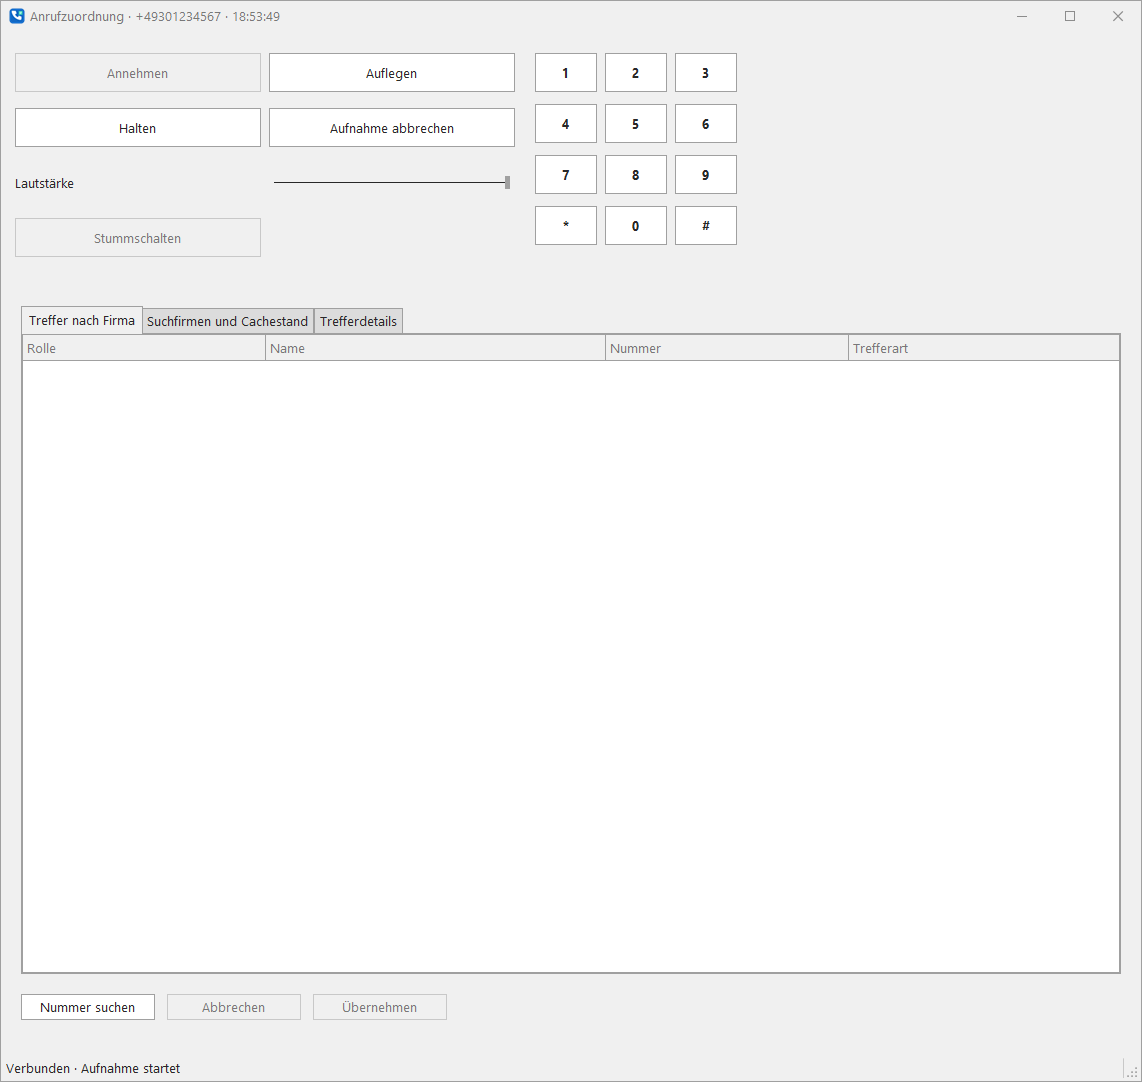 Anrufzuordnung · +49301234567 · 18:53:49
Annehmen
Auflegen
1
2
3
Halten
Aufnahme abbrechen
4
5
6
Lautstärke
7
8
9
Stummschalten
*
0
#
Treffer nach Firma
Suchfirmen und Cachestand
Trefferdetails
Rolle
Name
Nummer
Trefferart
Nummer suchen
Abbrechen
Übernehmen
Verbunden · Aufnahme startet